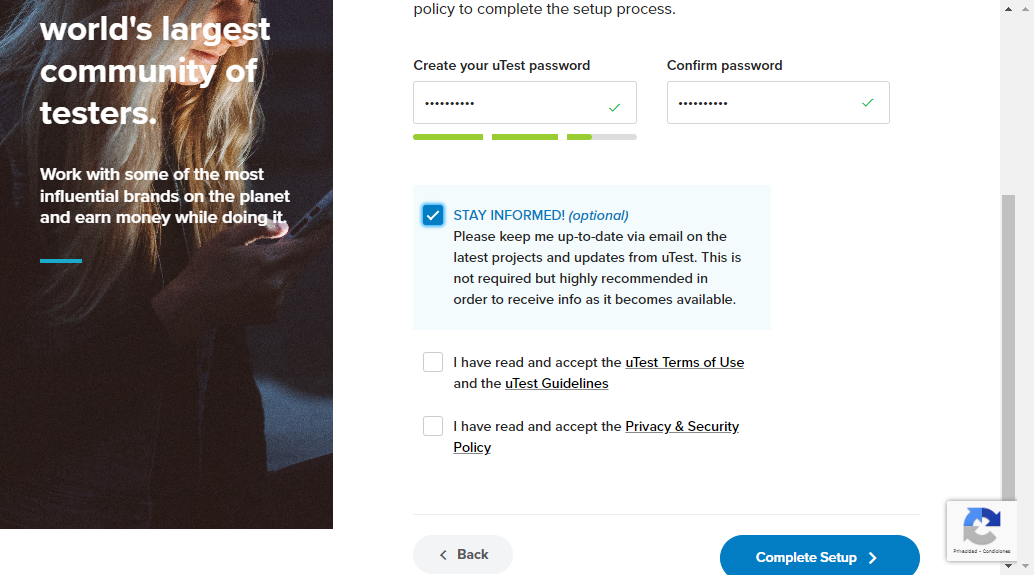 world's largest
community of
testers.
Work with some of the most
influential brands on the planet
and earn money while doing it.
policy to complete the setup process.
Create your uTest password
Confirm password
••••••••••
••••••••••
STAY INFORMED! (optional)
Please keep me up-to-date via email on the
latest projects and updates from uTest. This is
not required but highly recommended in
order to receive info as it becomes available.
I have read and accept the uTest Terms of Use
and the uTest Guidelines
I have read and accept the Privacy & Security
Policy
Back
Complete Setup
Privacidad - Condiciones